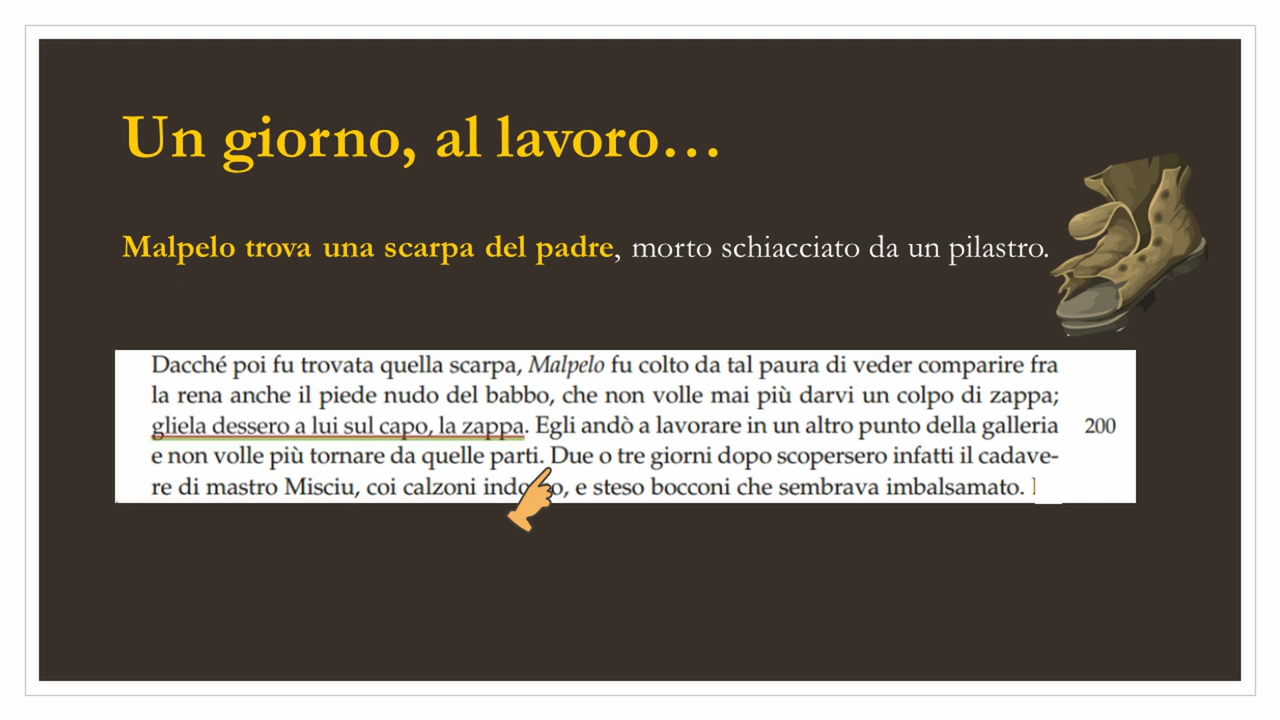 Un giorno, al lavoro…
Malpelo trova una scarpa del padre, morto schiacciato da un pilastro.
Dacché poi fu trovata quella scarpa, Malpelo fu colto da tal paura di veder comparire fra
la rena anche il piede nudo del babbo, che non volle mai più darvi un colpo di zappa;
gliela dessero a lui sul capo, la zappa. Egli andò a lavorare in un altro punto della galleria 200
e non volle più tornare da quelle parti. Due o tre giorni dopo scopersero infatti il cadave-
re di mastro Misciu, coi calzoni indosso, e steso bocconi che sembrava imbalsamato.